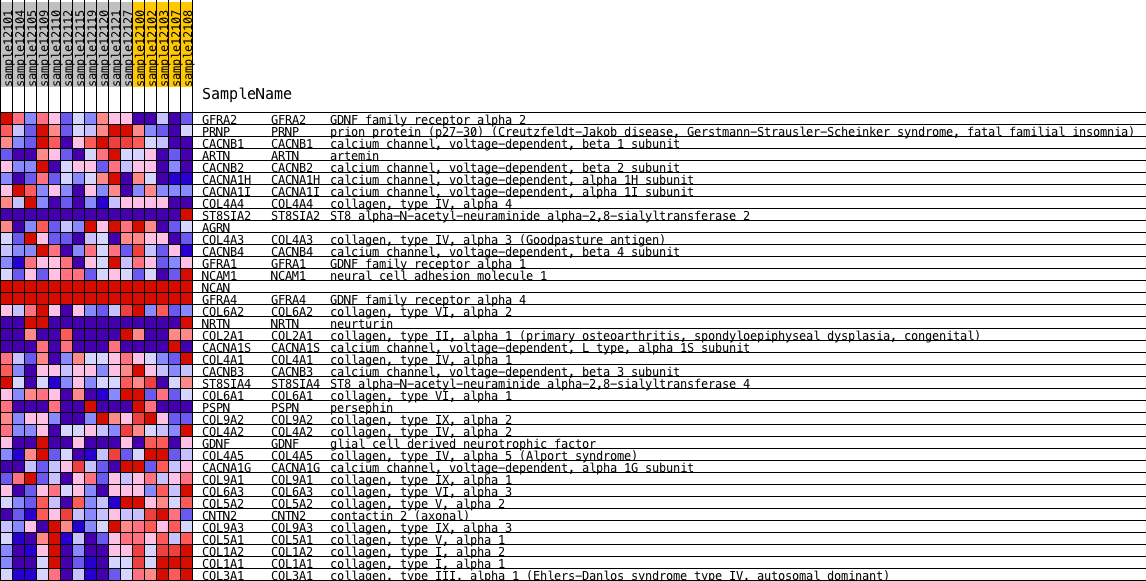 sample12101
sample12104
sample12105
sample12109
sample12110
sample12112
sample12115
sample12119
sample12120
sample12121
sample12127
sample12100
sample12102
sample12103
sample12107
sample12108
SampleName
GFRA2 GFRA2 GDNF family receptor alpha 2
PRNP PRNP prion protein (p27-30) (Creutzfeldt-Jakob disease, Gerstmann-Strausler-Scheinker syndrome, fatal familial insomnia)
CACNB1 CACNB1 calcium channel, voltage-dependent, beta 1 subunit
ARTN ARTN artemin
CACNB2 CACNB2 calcium channel, voltage-dependent, beta 2 subunit
CACNA1H CACNA1H calcium channel, voltage-dependent, alpha 1H subunit
CACNA1I CACNA1I calcium channel, voltage-dependent, alpha 1I subunit
COL4A4 COL4A4 collagen, type IV, alpha 4
ST8SIA2 ST8SIA2 ST8 alpha-N-acetyl-neuraminide alpha-2,8-sialyltransferase 2
AGRN
COL4A3 COL4A3 collagen, type IV, alpha 3 (Goodpasture antigen)
CACNB4 CACNB4 calcium channel, voltage-dependent, beta 4 subunit
GFRA1 GFRA1 GDNF family receptor alpha 1
NCAM1 NCAM1 neural cell adhesion molecule 1
NCAN
GFRA4 GFRA4 GDNF family receptor alpha 4
COL6A2 COL6A2 collagen, type VI, alpha 2
NRTN NRTN neurturin
COL2A1 COL2A1 collagen, type II, alpha 1 (primary osteoarthritis, spondyloepiphyseal dysplasia, congenital)
CACNA1S CACNA1S calcium channel, voltage-dependent, L type, alpha 1S subunit
COL4A1 COL4A1 collagen, type IV, alpha 1
CACNB3 CACNB3 calcium channel, voltage-dependent, beta 3 subunit
ST8SIA4 ST8SIA4 ST8 alpha-N-acetyl-neuraminide alpha-2,8-sialyltransferase 4
COL6A1 COL6A1 collagen, type VI, alpha 1
PSPN PSPN persephin
COL9A2 COL9A2 collagen, type IX, alpha 2
COL4A2 COL4A2 collagen, type IV, alpha 2
GDNF GDNF glial cell derived neurotrophic factor
COL4A5 COL4A5 collagen, type IV, alpha 5 (Alport syndrome)
CACNA1G CACNA1G calcium channel, voltage-dependent, alpha 1G subunit
COL9A1 COL9A1 collagen, type IX, alpha 1
COL6A3 COL6A3 collagen, type VI, alpha 3
COL5A2 COL5A2 collagen, type V, alpha 2
CNTN2 CNTN2 contactin 2 (axonal)
COL9A3 COL9A3 collagen, type IX, alpha 3
COL5A1 COL5A1 collagen, type V, alpha 1
COL1A2 COL1A2 collagen, type I, alpha 2
COL1A1 COL1A1 collagen, type I, alpha 1
COL3A1 COL3A1 collagen, type III, alpha 1 (Ehlers-Danlos syndrome type IV, autosomal dominant)